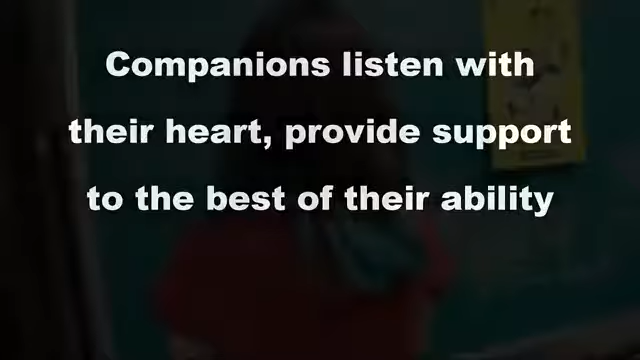 Companions listen with
their heart, provide support
to the best of their ability